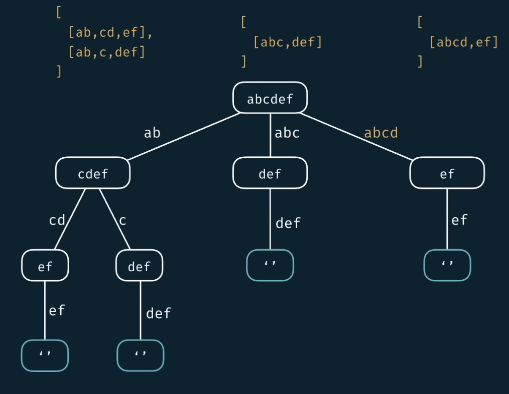 [
[ab,cd,ef],
[ab,c,def]
]
[
[abc,def]
]
[
[abcd,ef]
]
abcdef
ab
abc
abcd
cdef
def
ef
cd
c
def
ef
ef
def
‘’
‘’
ef
def
‘’
‘’